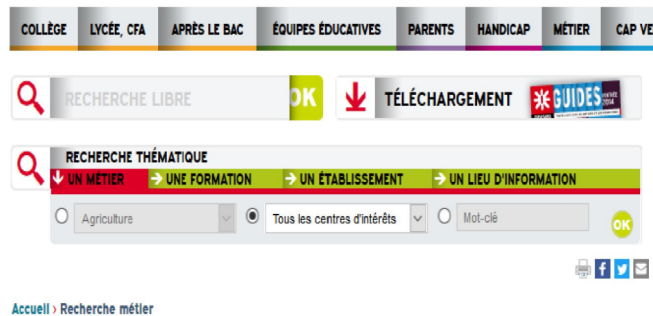 COLLÈGE LYCÉE, CFA APRÈS LE BAC ÉQUIPES ÉDUCATIVES PARENTS HANDICAP MÉTIER CAP VE
RECHERCHE LIBRE OK TÉLÉCHARGEMENT GUIDES
RECHERCHE THÉMATIQUE
UN MÉTIER UNE FORMATION UN ÉTABLISSEMENT UN LIEU D'INFORMATION
Agriculture Tous les centres d'intérêts Mot-clé OK
Accueil > Recherche métier